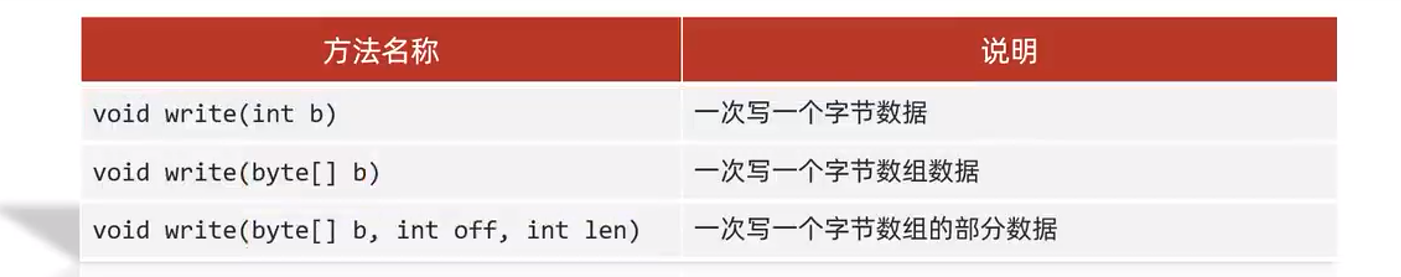 方法名称 说明
void write(int b) 一次写一个字节数据
void write(byte[] b) 一次写一个字节数组数据
void write(byte[] b, int off, int len) 一次写一个字节数组的部分数据